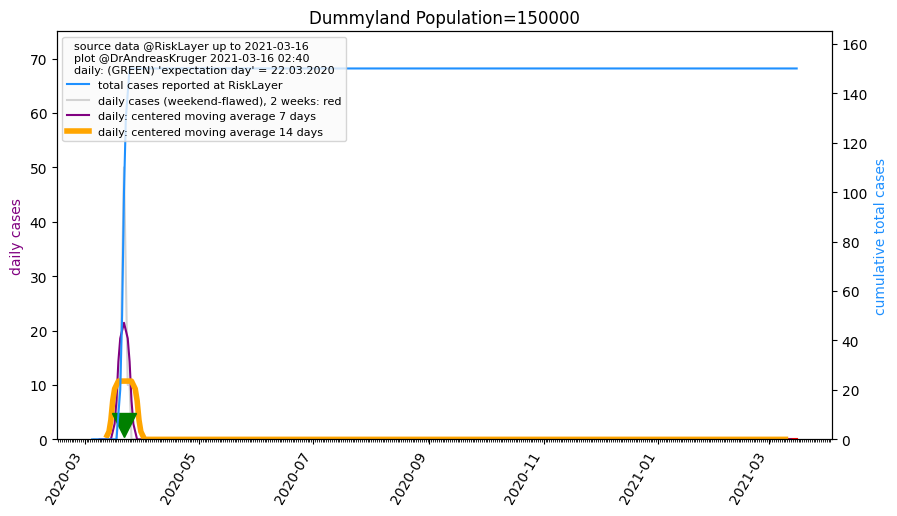 Dummyland Population=150000
source data @RiskLayer up to 2021-03-16
plot @DrAndreasKruger 2021-03-16 02:40
daily: (GREEN) 'expectation day' = 22.03.2020
total cases reported at RiskLayer
daily cases (weekend-flawed), 2 weeks: red
daily: centered moving average 7 days
daily: centered moving average 14 days
daily cases
70
60
50
40
30
20
10
0
160
140
120
100
80
60
40
20
0
cumulative total cases
2020-03
2020-05
2020-07
2020-09
2020-11
2021-01
2021-03